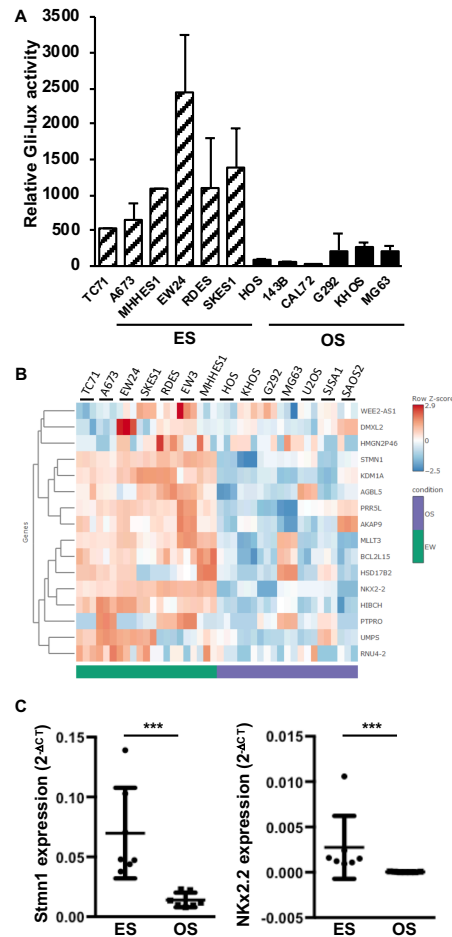 A
Relative Gli-lux activity
3500
3000
2500
2000
1500
1000
500
0
TC71
A673
MHHES1
EW24
RDES
SKES1
HOS
143B
CAL72
G292
KHOS
MG63
ES
OS
B
TC71
A673
EW24
SKES1
RDES
EW3
MHHES1
HOS
KHOS
G292
MG63
U2OS
SJSA1
SAOS2
Row Z-score
2.9
0
−2.5
condition
OS
EW
Genes
WEE2-AS1
DMXL2
HMGN2P46
STMN1
KDM1A
AGBL5
PRR5L
AKAP9
MLLT3
BCL2L15
HSD17B2
NKX2-2
HIBCH
PTPRO
UMPS
RNU4-2
C
Stmn1 expression (2-ΔCT)
0.15
0.10
0.05
0.00
***
ES
OS
NKx2.2 expression (2-ΔCT)
0.015
0.010
0.005
0.000
-0.005
***
ES
OS